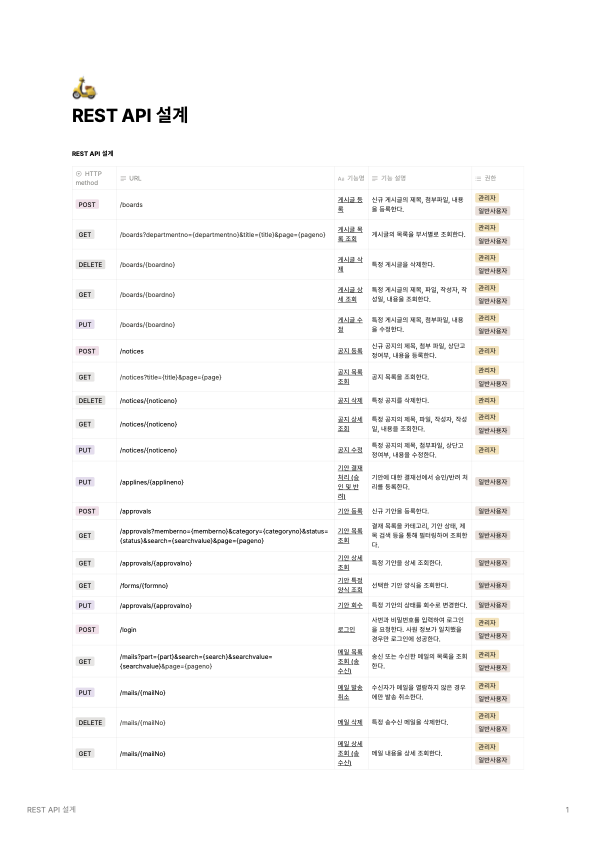 REST API 설계
REST API 설계
HTTP method URL Aa 기능명 기능 설명 권한
POST /boards 게시글 등록 신규 게시글의 제목, 첨부파일, 내용을 등록한다. 관리자 일반사용자
GET /boards?departmentno={departmentno}&title={title}&page={pageno} 게시글 목록 조회 게시글의 목록을 부서별로 조회한다. 관리자 일반사용자
DELETE /boards/{boardno} 게시글 삭제 특정 게시글을 삭제한다. 관리자 일반사용자
GET /boards/{boardno} 게시글 상세 조회 특정 게시글의 제목, 파일, 작성자, 작성일, 내용을 조회한다. 관리자 일반사용자
PUT /boards/{boardno} 게시글 수정 특정 게시글의 제목, 첨부파일, 내용을 수정한다. 관리자 일반사용자
POST /notices 공지 등록 신규 공지의 제목, 첨부 파일, 상단고정여부, 내용을 등록한다. 관리자
GET /notices?title={title}&page={page} 공지 목록 조회 공지 목록을 조회한다. 관리자 일반사용자
DELETE /notices/{noticeno} 공지 삭제 특정 공지를 삭제한다. 관리자
GET /notices/{noticeno} 공지 상세 조회 특정 공지의 제목, 파일, 작성자, 작성일, 내용을 조회한다. 관리자 일반사용자
PUT /notices/{noticeno} 공지 수정 특정 공지의 제목, 첨부파일, 상단고정여부, 내용을 수정한다. 관리자
PUT /applines/{applineno} 기안 결재 처리 (승인 및 반려) 기안에 대한 결재선에서 승인/반려 처리를 등록한다. 일반사용자
POST /approvals 기안 등록 신규 기안을 등록한다. 일반사용자
GET /approvals?memberno={memberno}&category={categoryno}&status={status}&search={searchvalue}&page={pageno} 기안 목록 조회 결재 목록을 카테고리, 기안 상태, 제목 검색 등을 통해 필터링하여 조회한다. 일반사용자
GET /approvals/{approvalno} 기안 상세 조회 특정 기안을 상세 조회한다. 일반사용자
GET /forms/{formno} 기안 특정 양식 조회 선택한 기안 양식을 조회한다. 일반사용자
PUT /approvals/{approvalno} 기안 회수 특정 기안의 상태를 회수로 변경한다. 일반사용자
POST /login 로그인 사번과 비밀번호를 입력하여 로그인을 요청한다. 사원 정보가 일치했을 경우만 로그인에 성공한다. 관리자 일반사용자
GET /mails?part={part}&search={search}&searchvalue={searchvalue}&page={pageno} 메일 목록 조회 (송수신) 송신 또는 수신한 메일의 목록을 조회한다. 관리자 일반사용자
PUT /mails/{mailNo} 메일 발송 취소 수신자가 메일을 열람하지 않은 경우에만 발송 취소한다. 관리자 일반사용자
DELETE /mails/{mailNo} 메일 삭제 특정 송수신 메일을 삭제한다. 관리자 일반사용자
GET /mails/{mailNo} 메일 상세 조회 (송수신) 메일 내용을 상세 조회한다. 관리자 일반사용자
REST API 설계 1